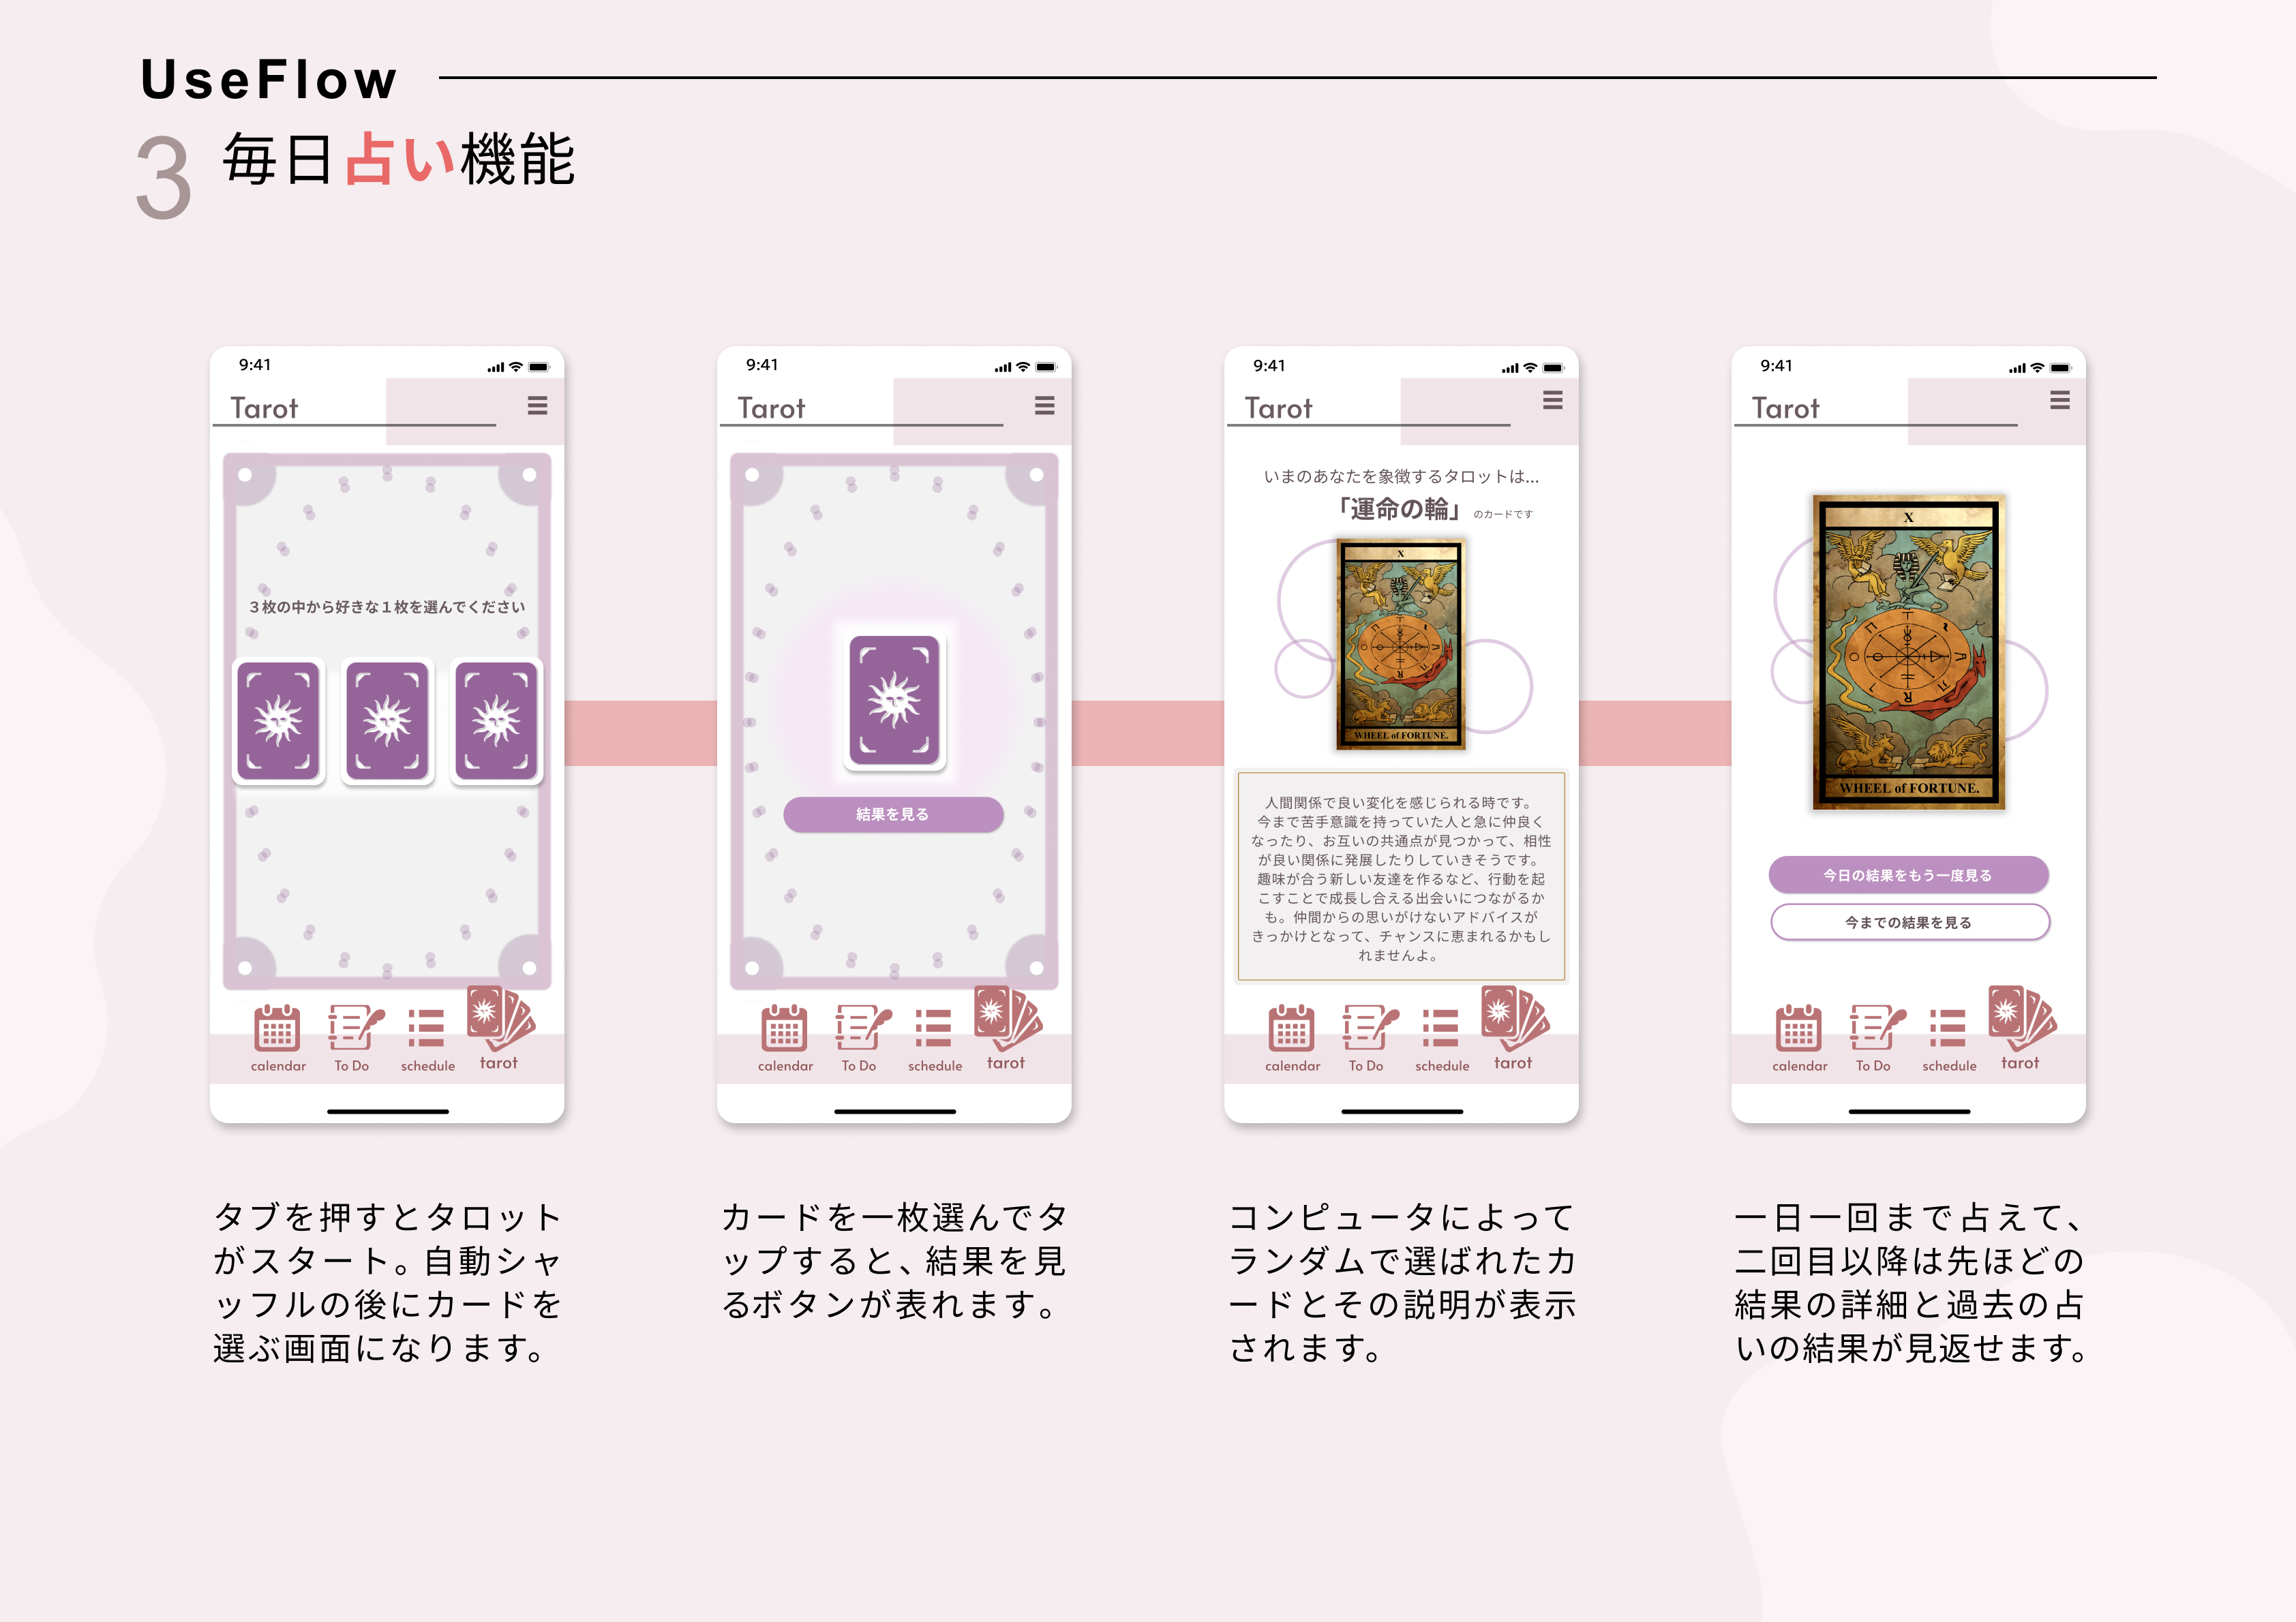 UseFlow
3 毎日占い機能
9:41
Tarot
3枚の中から好きな1枚を選んでください
calendar To Do schedule tarot
9:41
Tarot
結果を見る
calendar To Do schedule tarot
9:41
Tarot
いまのあなたを象徴するタロットは...
「運命の輪」のカードです
X
WHEEL of FORTUNE.
人間関係で良い変化を感じられる時です。
今まで苦手意識を持っていた人と急に仲良く
なったり、お互いの共通点が見つかって、相性
が良い関係に発展したりしていきそうです。
趣味が合う新しい友達を作るなど、行動を起
こすことで成長し合える出会いにつながるか
も。仲間からの思いがけないアドバイスが
きっかけとなって、チャンスに恵まれるかもし
れませんよ。
calendar To Do schedule tarot
9:41
Tarot
X
WHEEL of FORTUNE.
今日の結果をもう一度見る
今までの結果を見る
calendar To Do schedule tarot
タブを押すとタロット
がスタート。自動シャ
ッフルの後にカードを
選ぶ画面になります。
カードを一枚選んでタ
ップすると、結果を見
るボタンが表れます。
コンピュータによって
ランダムで選ばれたカ
ードとその説明が表示
されます。
一日一回まで占えて、
二回目以降は先ほどの
結果の詳細と過去の占
いの結果が見返せます。